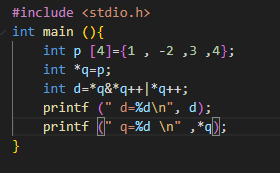 #include <stdio.h>
int main (){
    int p [4]={1 , -2 ,3 ,4};
    int *q=p;
    int d=*q&*q++|*q++;
    printf (" d=%d\n", d);
    printf (" q=%d \n" ,*q);
}